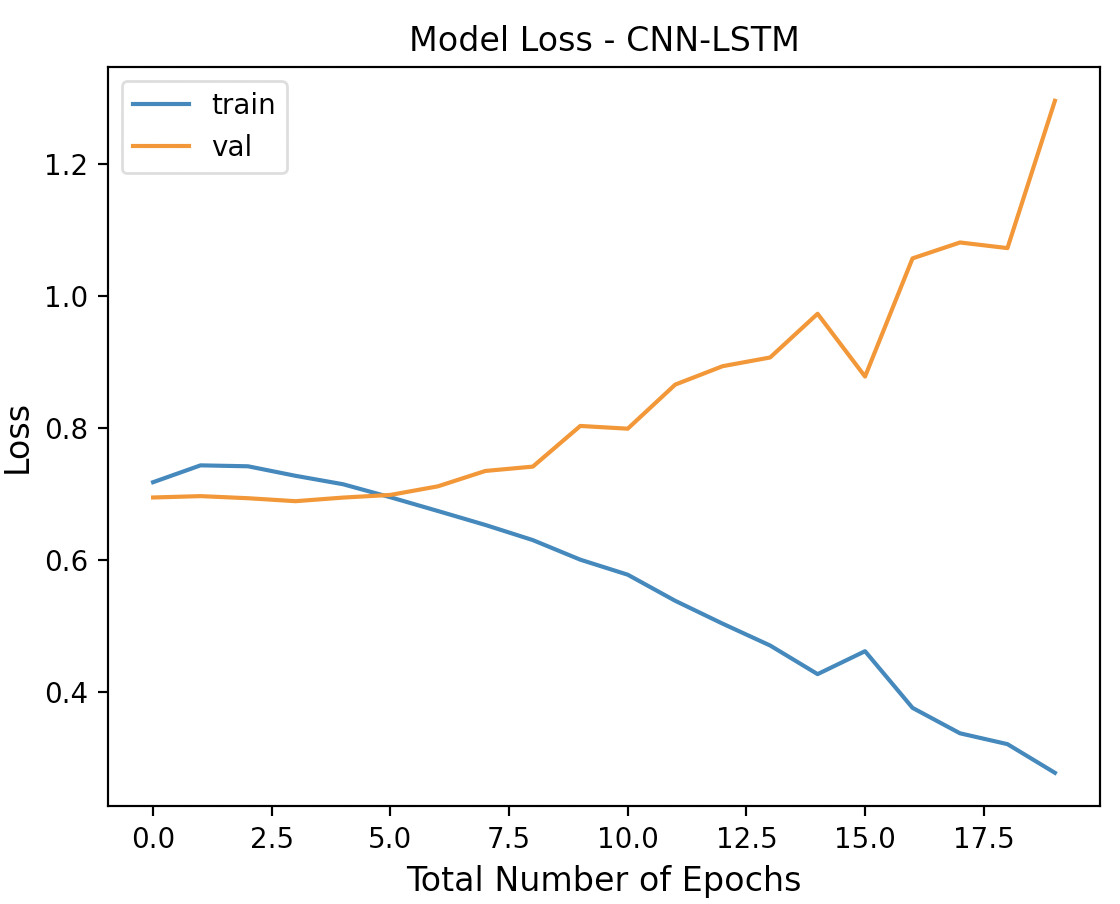 Model Loss - CNN-LSTM
train
val
Loss
1.2
1.0
0.8
0.6
0.4
0.0 2.5 5.0 7.5 10.0 12.5 15.0 17.5
Total Number of Epochs